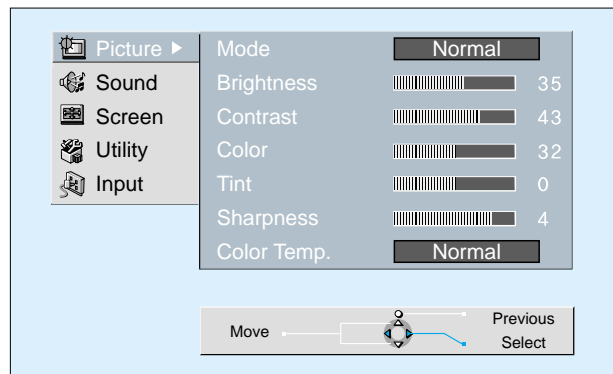 Picture
Sound
Screen
Utility
Input
Mode Normal
Brightness 35
Contrast 43
Color 32
Tint 0
Sharpness 4
Color Temp. Normal
Move
Previous
Select